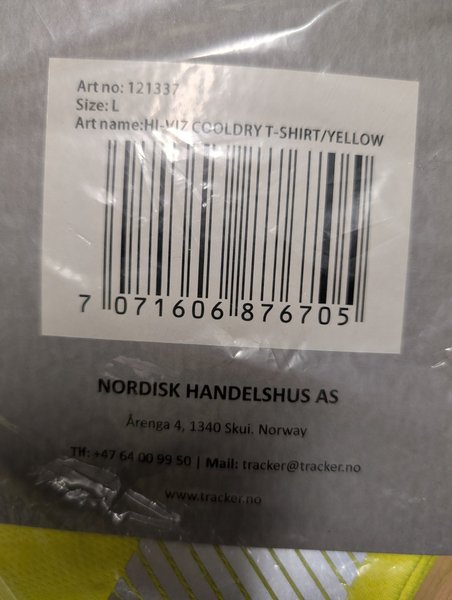 Art no: 121337
Size: L
Art name:HI-VIZ COOLDRY T-SHIRT/YELLOW
7 071606 876705
NORDISK HANDELSHUS AS
Årenga 4, 1340 Skui. Norway
Tlf: +47 64 00 99 50 | Mail: tracker@tracker.no
www.tracker.no